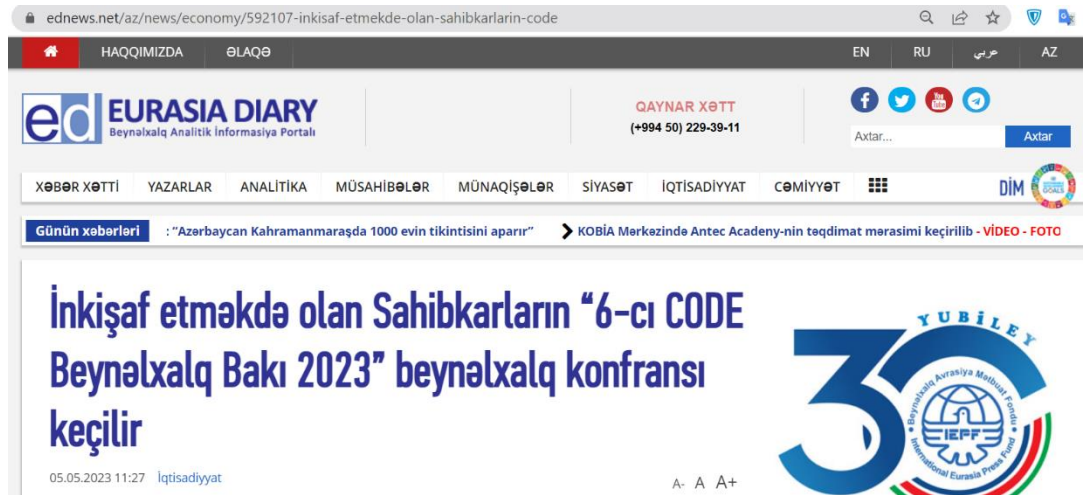 ednews.net/az/news/economy/592107-inkisaf-etmekde-olan-sahibkarlarin-code
HAQQIMIZDA ƏLAQƏ EN RU عربي AZ
ed EURASIA DIARY
Beynəlxalq Analitik İnformasiya Portalı
QAYNAR XƏTT
(+994 50) 229-39-11
Axtar... Axtar
XƏBƏR XƏTTİ YAZARLAR ANALİTİKA MÜSAHİBƏLƏR MÜNAQİŞƏLƏR SİYASƏT İQTİSADİYYAT CƏMİYYƏT DİM
Günün xəbərləri : “Azərbaycan Kahramanmaraşda 1000 evin tikintisini aparır” KOBİA Mərkəzində Antec Acadeny-nin təqdimat mərasimi keçirilib - VİDEO - FOTO
İnkişaf etməkdə olan Sahibkarların “6-cı CODE
Beynəlxalq Bakı 2023” beynəlxalq konfransı
keçilir
05.05.2023 11:27 İqtisadiyyat A- A A+
YUBİLEY
30
Beynəlxalq Avrasiya Mətbuat Fondu
IEPF
International Eurasia Press Fund